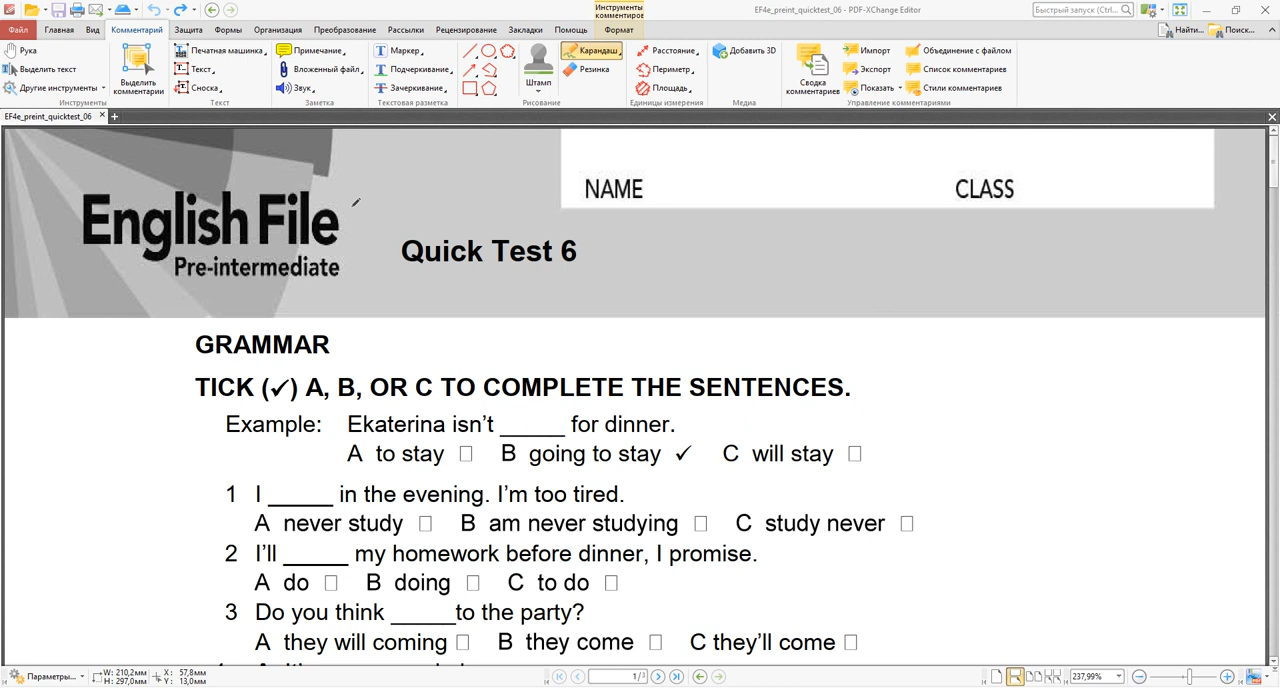 Инструменты комментиров
EF4e_preint_quicktest_06 - PDF-XChange Editor
Быстрый запуск (Ctrl...
Файл Главная Вид Комментарий Защита Формы Организация Преобразование Рассылки Рецензирование Закладки Помощь Формат
Найти... Поиск...
Рука
Выделить текст
Другие инструменты
Инструменты
Выделить комментарии
Печатная машинка
Текст
Сноска
Текст
Примечание
Вложенный файл
Звук
Заметка
Маркер
Подчеркивание
Зачеркивание
Текстовая разметка
Штамп
Карандаш
Резинка
Рисование
Расстояние
Периметр
Площадь
Единицы измерения
Добавить 3D
Медиа
Сводка комментариев
Импорт
Экспорт
Показать
Объединение с файлом
Список комментариев
Стили комментариев
Управление комментариями
EF4e_preint_quicktest_06
NAME CLASS
English File
Pre-intermediate
Quick Test 6
GRAMMAR
TICK (✓) A, B, OR C TO COMPLETE THE SENTENCES.
Example: Ekaterina isn’t _____ for dinner.
A to stay □ B going to stay ✓ C will stay □
1 I _____ in the evening. I’m too tired.
A never study □ B am never studying □ C study never □
2 I’ll _____ my homework before dinner, I promise.
A do □ B doing □ C to do □
3 Do you think _____to the party?
A they will coming □ B they come □ C they’ll come □
Параметры...
W: 210,2мм
H: 297,0мм
X: 57,8мм
Y: 13,0мм
1/1
237,99%